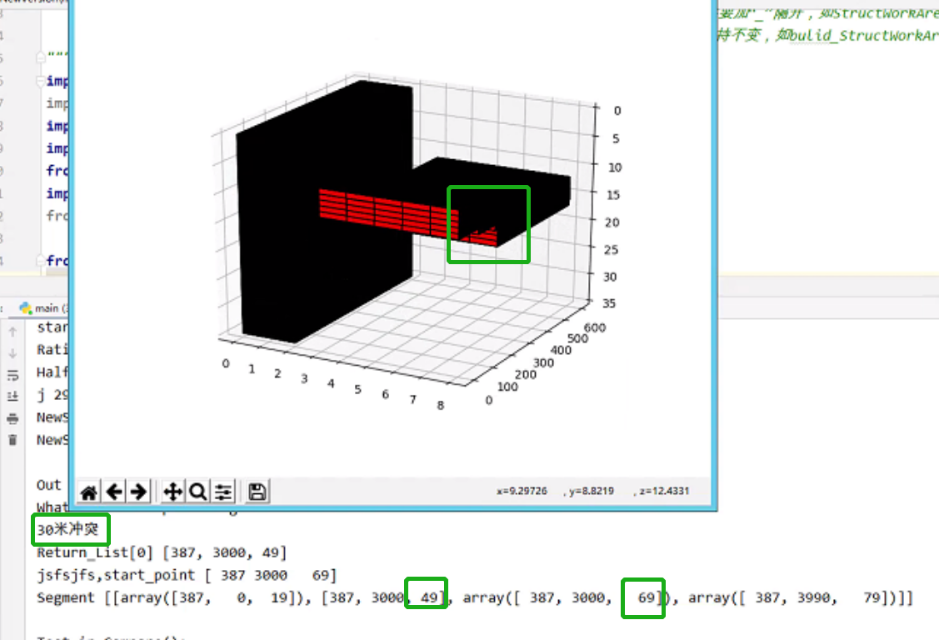 要加"_"隔开，如StructWorkAre
持不变，如bulid_StructWorkAr
"""
imp
imp
imp
imp
fro
imp
fro
fro
0
5
10
15
20
25
30
35
0 1 2 3 4 5 6 7 8
0 100 200 300 400 500 600
x=9.29726 , y=8.8219 , z=12.4331
main (
star
Rati
Half
j 29
NewS
NewS
Out
What
30米冲突
Return_List[0] [387, 3000, 49]
jsfsjfs,start_point [ 387 3000 69]
Segment [[array([387, 0, 19]), [387, 3000, 49], array([ 387, 3000, 69]), array([ 387, 3990, 79])]]